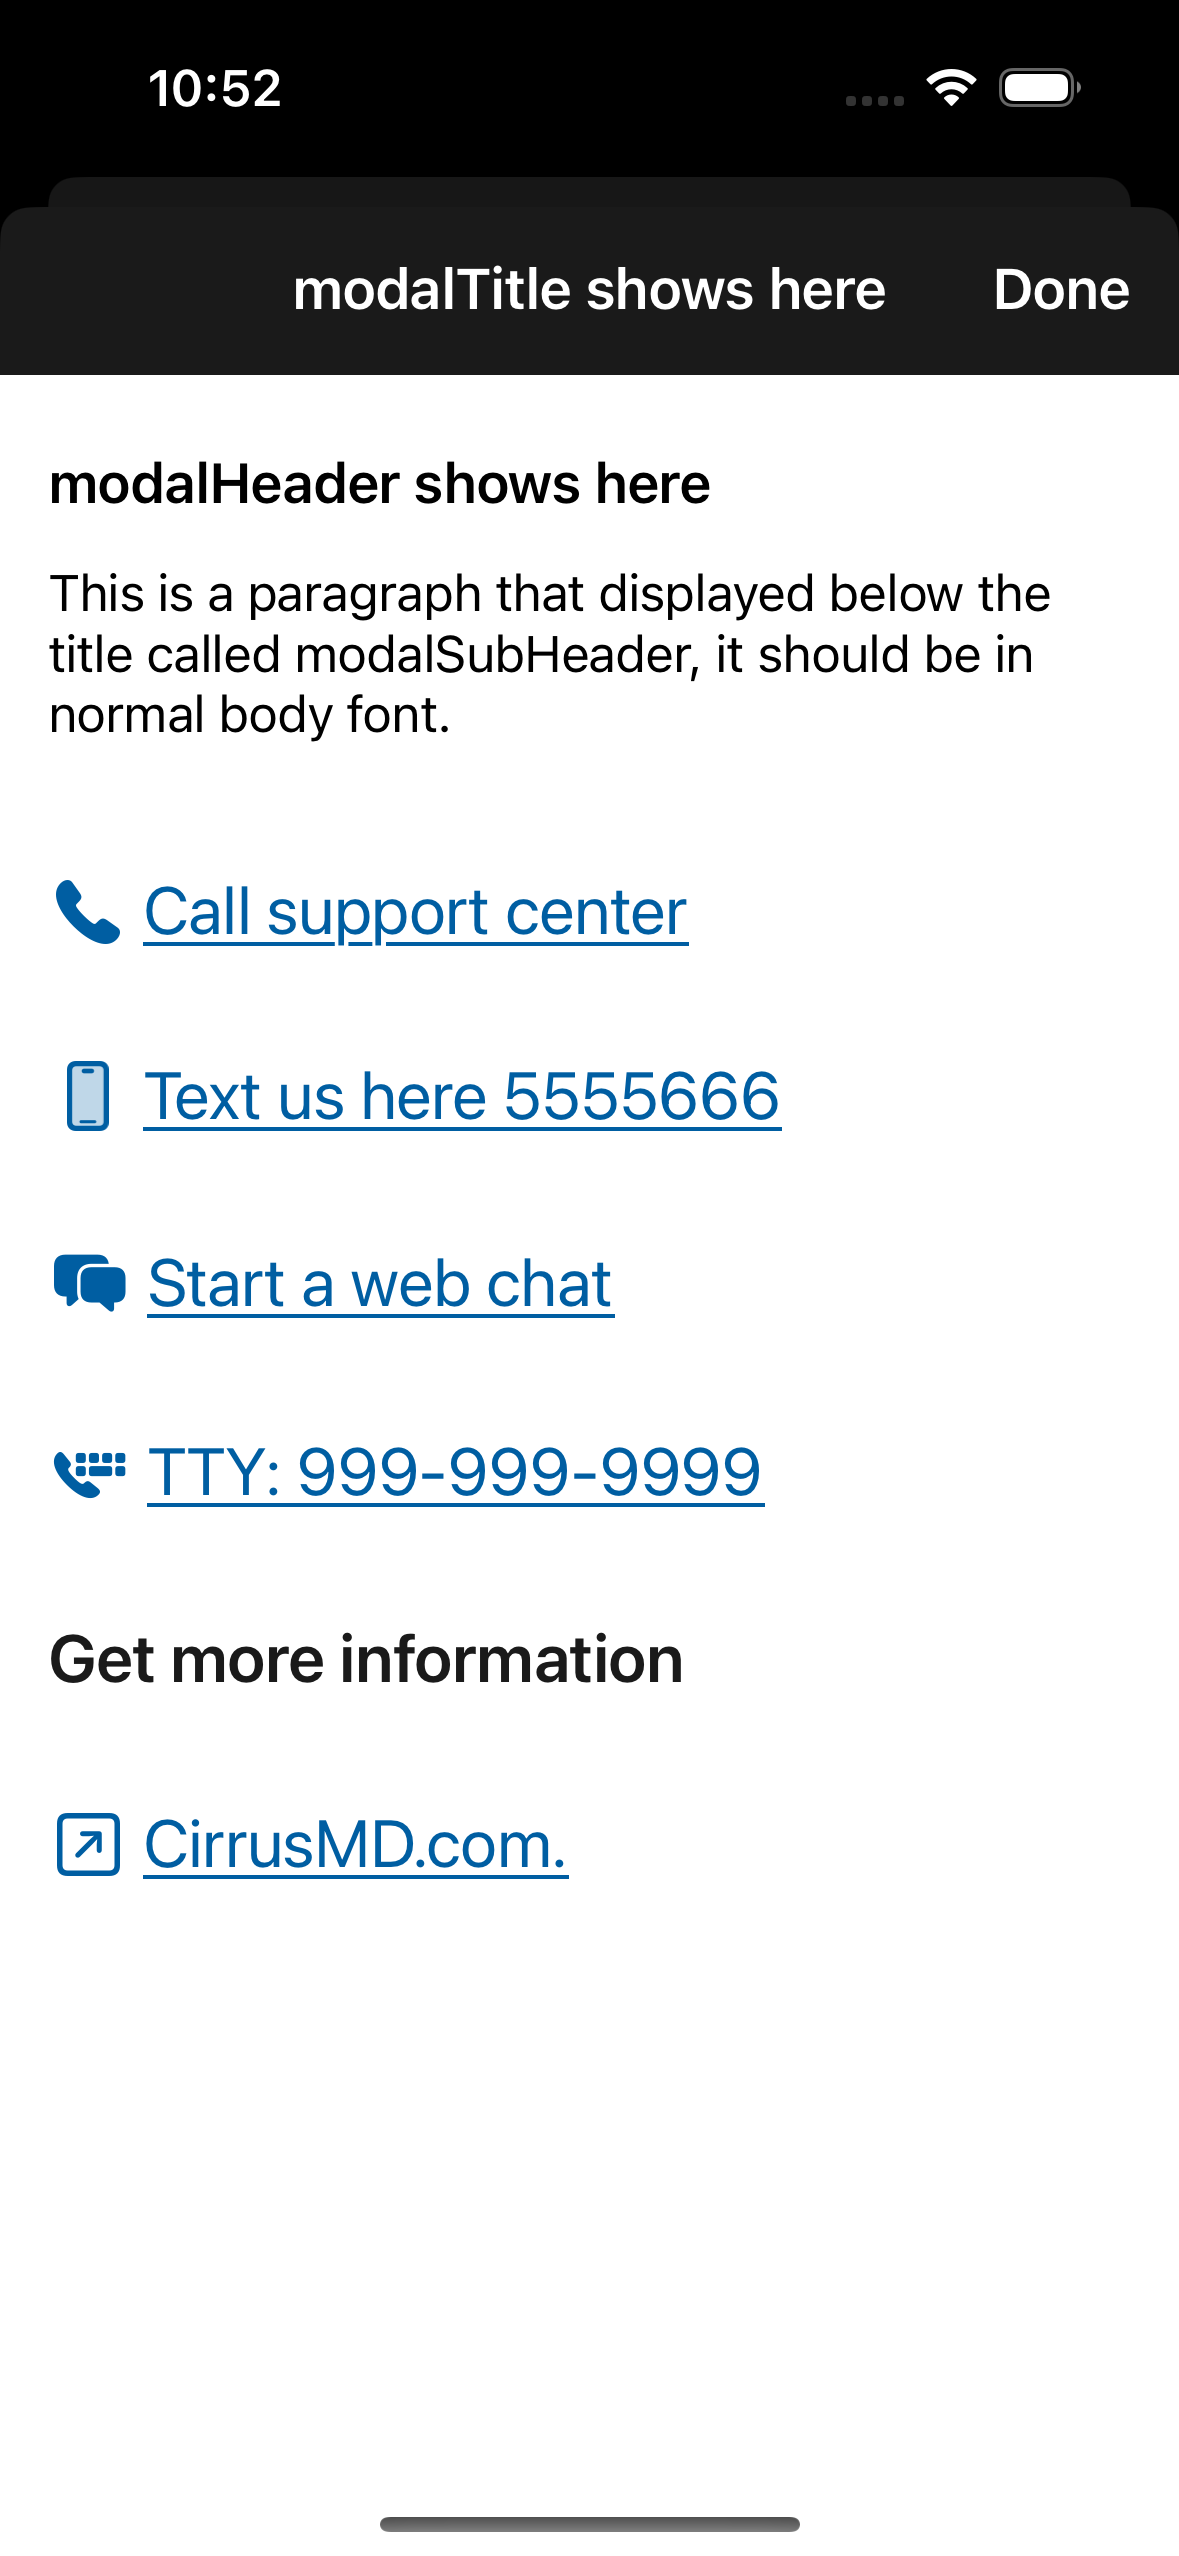 10:52
modalTitle shows here
Done
modalHeader shows here
This is a paragraph that displayed below the
title called modalSubHeader, it should be in
normal body font.
Call support center
Text us here 5555666
Start a web chat
TTY: 999-999-9999
Get more information
CirrusMD.com.